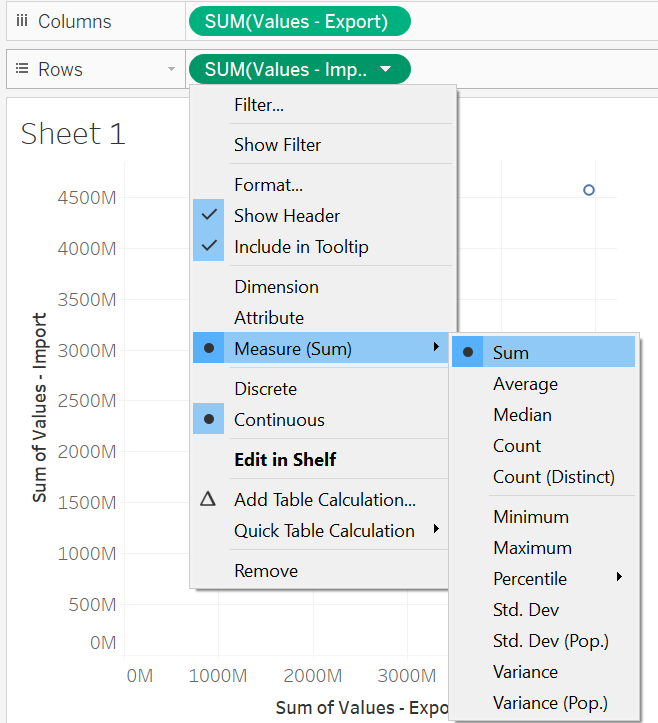 Columns
SUM(Values - Export)
Rows
SUM(Values - Imp..
Sheet 1
Filter...
Show Filter
Format...
Show Header
Include in Tooltip
Dimension
Attribute
Measure (Sum)
Discrete
Continuous
Edit in Shelf
Add Table Calculation...
Quick Table Calculation
Remove
Sum
Average
Median
Count
Count (Distinct)
Minimum
Maximum
Percentile
Std. Dev
Std. Dev (Pop.)
Variance
Variance (Pop.)
Sum of Values - Import
4500M
4000M
3500M
3000M
2500M
2000M
1500M
1000M
500M
0M
0M 1000M 2000M 3000M
Sum of Values - Expo